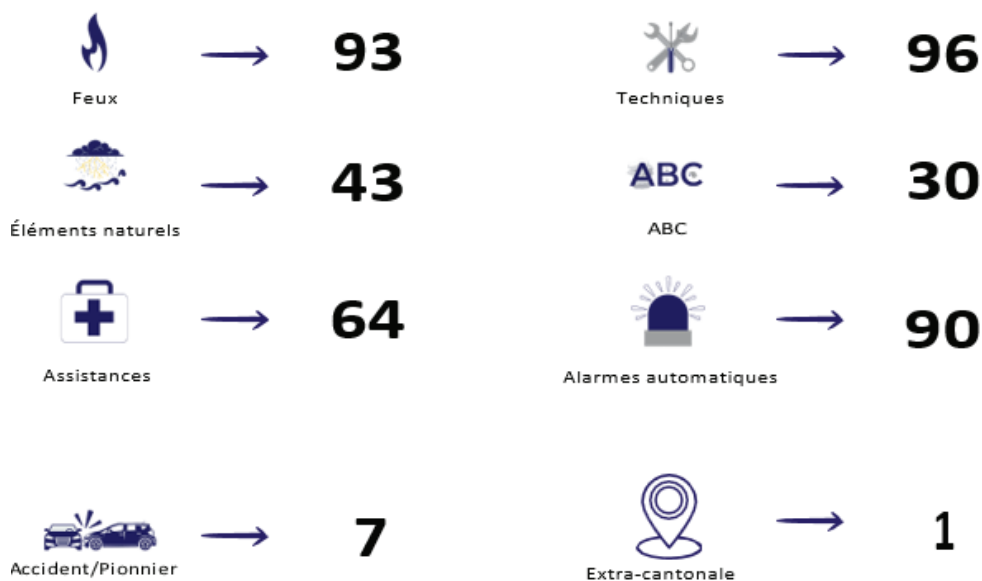 93
Feux
96
Techniques
43
Éléments naturels
ABC
30
ABC
64
Assistances
90
Alarmes automatiques
7
Accident/Pionnier
1
Extra-cantonale